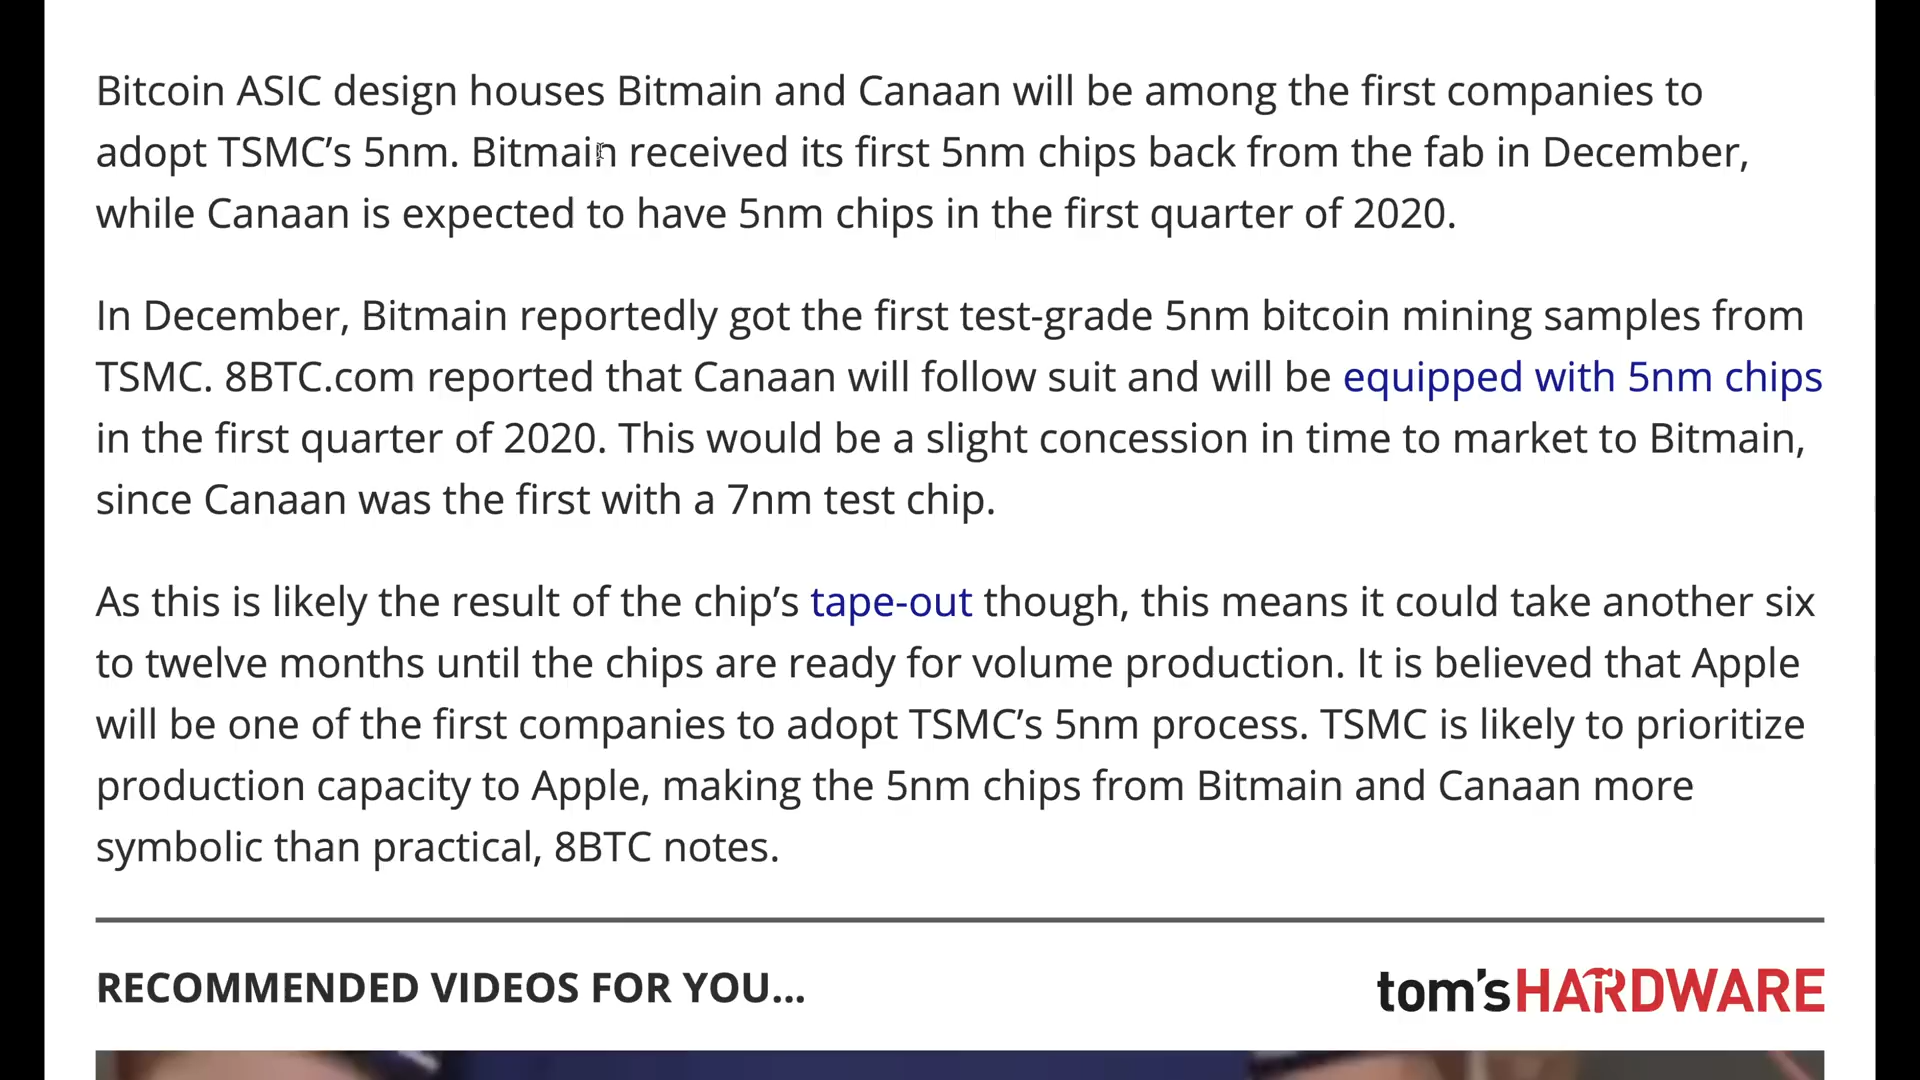 Bitcoin ASIC design houses Bitmain and Canaan will be among the first companies to
adopt TSMC’s 5nm. Bitmain received its first 5nm chips back from the fab in December,
while Canaan is expected to have 5nm chips in the first quarter of 2020.
In December, Bitmain reportedly got the first test-grade 5nm bitcoin mining samples from
TSMC. 8BTC.com reported that Canaan will follow suit and will be equipped with 5nm chips
in the first quarter of 2020. This would be a slight concession in time to market to Bitmain,
since Canaan was the first with a 7nm test chip.
As this is likely the result of the chip’s tape-out though, this means it could take another six
to twelve months until the chips are ready for volume production. It is believed that Apple
will be one of the first companies to adopt TSMC’s 5nm process. TSMC is likely to prioritize
production capacity to Apple, making the 5nm chips from Bitmain and Canaan more
symbolic than practical, 8BTC notes.
RECOMMENDED VIDEOS FOR YOU...
tom’sHARDWARE